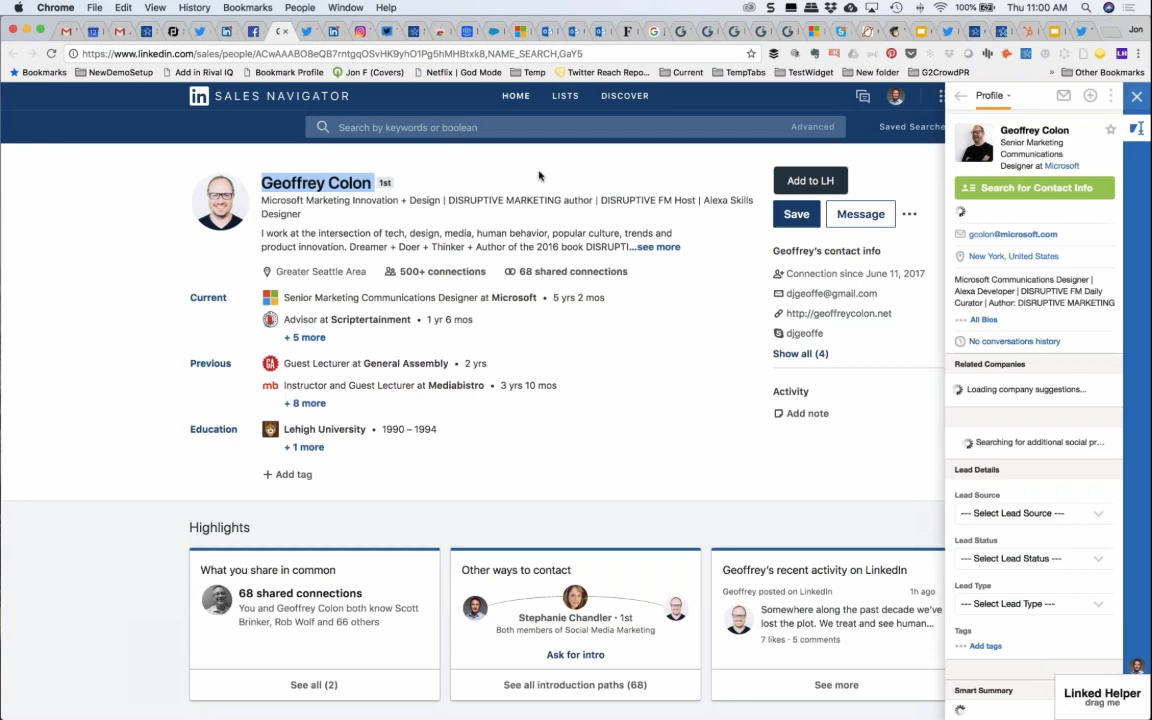 Chrome File Edit View History Bookmarks People Window Help
100% Thu 11:00 AM
Jon
https://www.linkedin.com/sales/people/ACwAAABO8eQB7rntgqOSvHK9yhO1Pg5hMHBtxk8,NAME_SEARCH,GaY5
Bookmarks NewDemoSetup Add in Rival IQ Bookmark Profile Jon F (Covers) Netflix | God Mode Temp Twitter Reach Repo... Current TempTabs TestWidget New folder G2CrowdPR » Other Bookmarks
in SALES NAVIGATOR HOME LISTS DISCOVER
Search by keywords or boolean Advanced Saved Searche
Geoffrey Colon 1st
Microsoft Marketing Innovation + Design | DISRUPTIVE MARKETING author | DISRUPTIVE FM Host | Alexa Skills
Designer
I work at the intersection of tech, design, media, human behavior, popular culture, trends and
product innovation. Dreamer + Doer + Thinker + Author of the 2016 book DISRUPTI...see more
Greater Seattle Area 500+ connections 68 shared connections
Current Senior Marketing Communications Designer at Microsoft • 5 yrs 2 mos
Advisor at Scriptertainment • 1 yr 6 mos
+ 5 more
Previous GA Guest Lecturer at General Assembly • 2 yrs
mb Instructor and Guest Lecturer at Mediabistro • 3 yrs 10 mos
+ 8 more
Education Lehigh University • 1990 – 1994
+ 1 more
+ Add tag
Add to LH
Save Message •••
Geoffrey's contact info
Connection since June 11, 2017
djgeoffe@gmail.com
http://geoffreycolon.net
djgeoffe
Show all (4)
Activity
Add note
Highlights
What you share in common
68 shared connections
You and Geoffrey Colon both know Scott
Brinker, Rob Wolf and 66 others
See all (2)
Other ways to contact
Stephanie Chandler • 1st
Both members of Social Media Marketing
Ask for intro
See all introduction paths (68)
Geoffrey's recent activity on LinkedIn
Geoffrey posted on LinkedIn 1h ago
Somewhere along the past decade we've
lost the plot. We treat and see human...
7 likes · 5 comments
See more
Profile
Geoffrey Colon
Senior Marketing
Communications
Designer at Microsoft
Search for Contact Info
gcolon@microsoft.com
New York, United States
Microsoft Communications Designer |
Alexa Developer | DISRUPTIVE FM Daily
Curator | Author: DISRUPTIVE MARKETING
••• All Bios
No conversations history
Related Companies
Loading company suggestions...
Searching for additional social pr...
Lead Details
Lead Source
--- Select Lead Source ---
Lead Status
--- Select Lead Status ---
Lead Type
--- Select Lead Type ---
Tags
••• Add tags
Smart Summary
Linked Helper
drag me